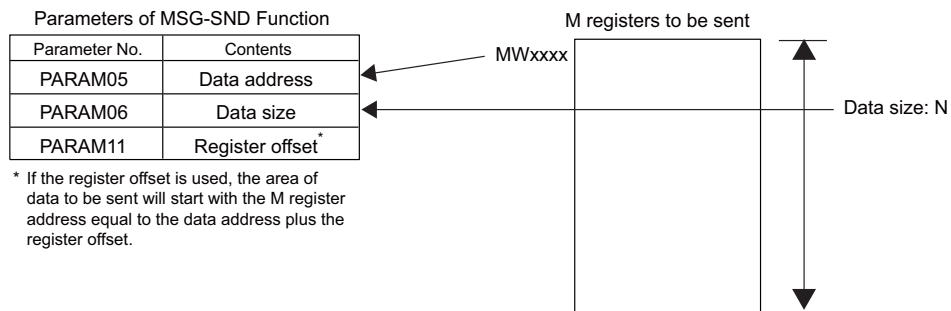 Parameters of MSG-SND Function
Parameter No. Contents
PARAM05 Data address
PARAM06 Data size
PARAM11 Register offset*
* If the register offset is used, the area of
data to be sent will start with the M register
address equal to the data address plus the
register offset.
M registers to be sent
MWxxxx
Data size: N